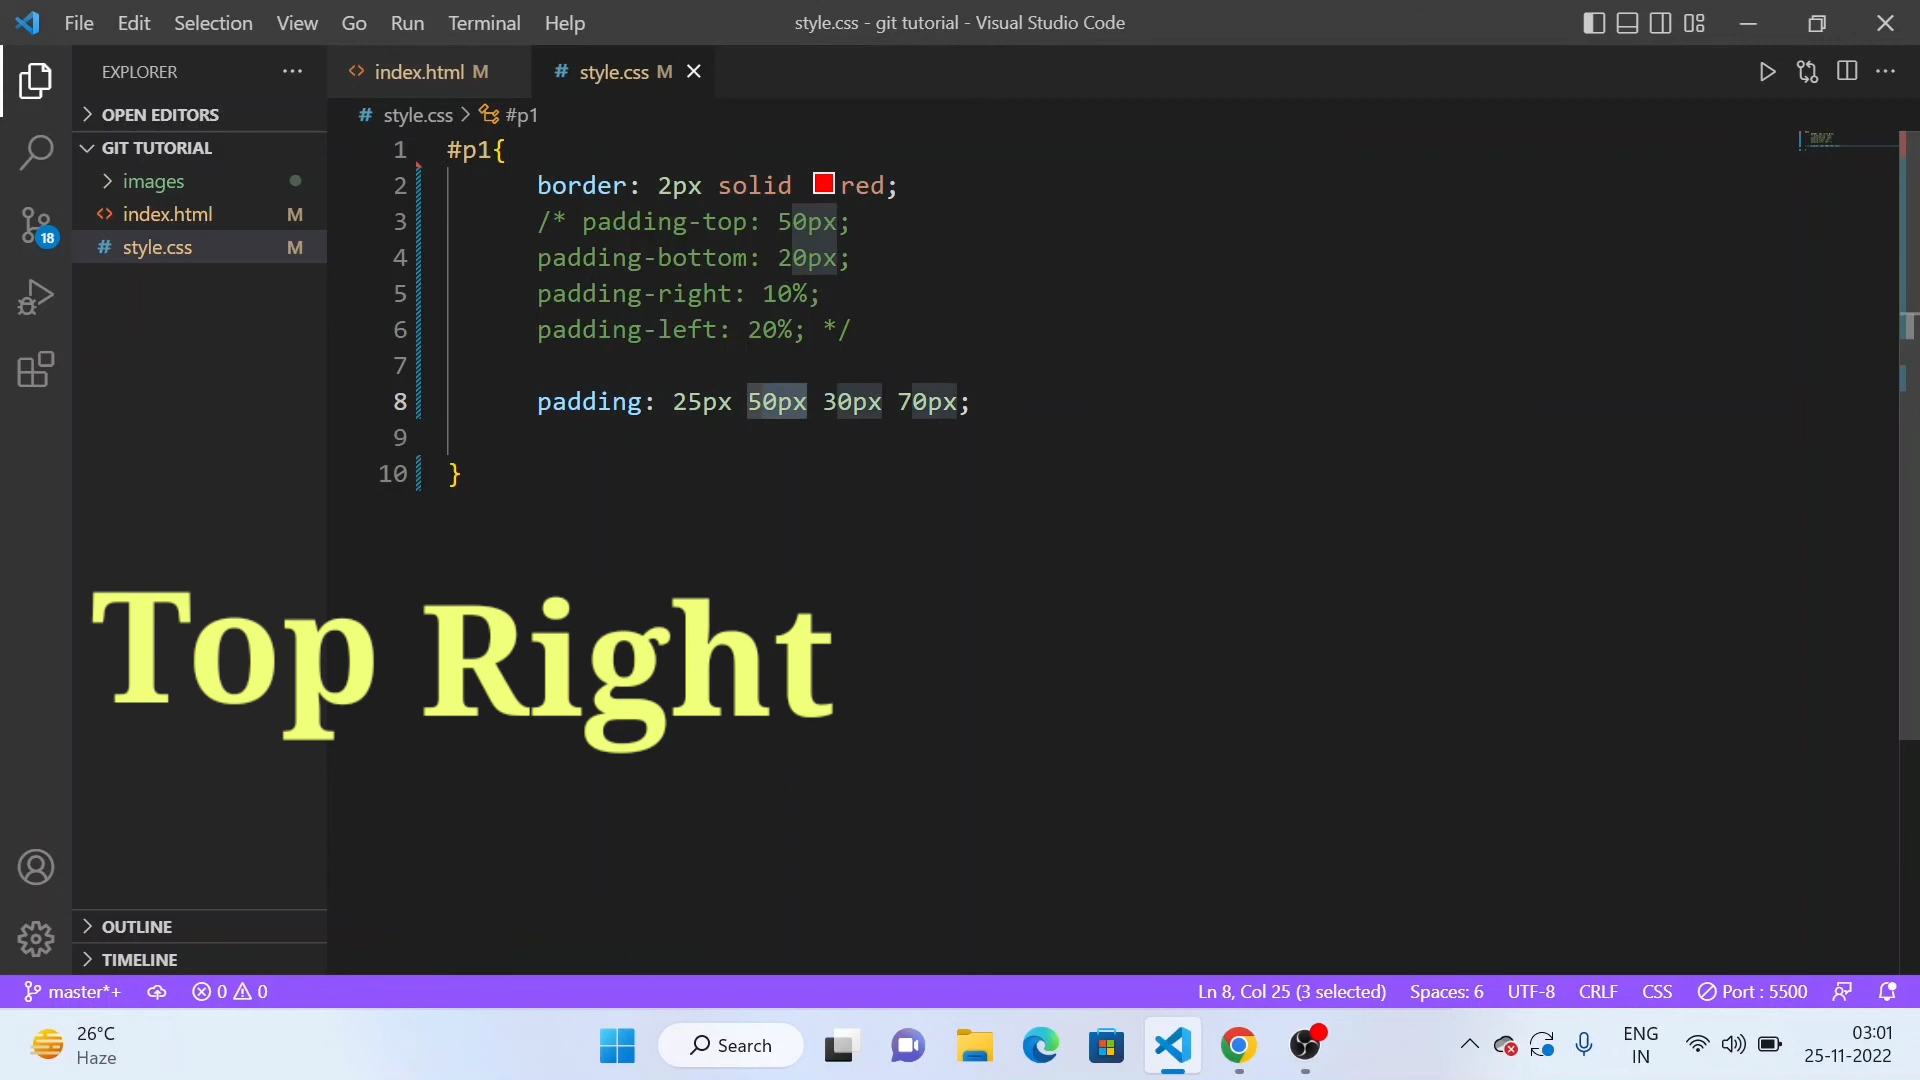 File Edit Selection View Go Run Terminal Help
style.css - git tutorial - Visual Studio Code
EXPLORER
index.html M
style.css M
OPEN EDITORS
style.css > #p1
GIT TUTORIAL
images
index.html M
style.css M
18
1 #p1{
2 border: 2px solid red;
3 /* padding-top: 50px;
4 padding-bottom: 20px;
5 padding-right: 10%;
6 padding-left: 20%; */
7
8 padding: 25px 50px 30px 70px;
9
10 }
Top Right
OUTLINE
TIMELINE
master*+ 0 0 Ln 8, Col 25 (3 selected) Spaces: 6 UTF-8 CRLF CSS Port : 5500
26°C
Haze
Search
ENG
IN
03:01
25-11-2022